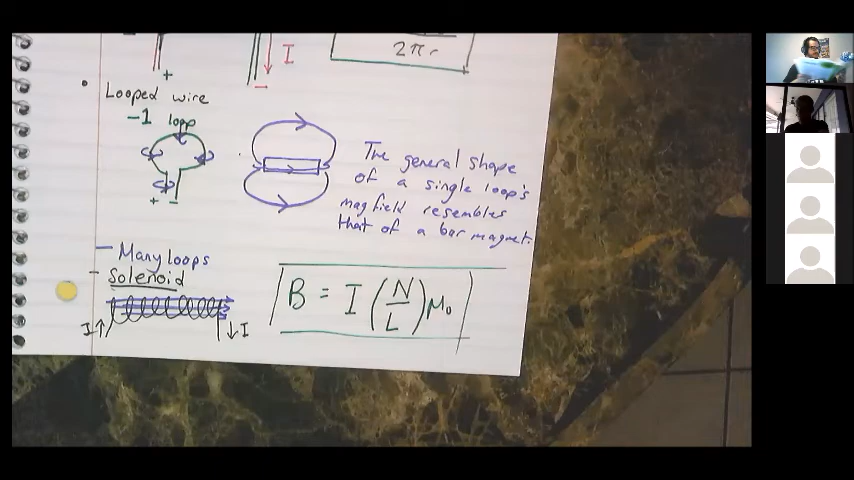 I
2πr
+
−
Looped wire
-1 loop
+ −
The general shape
of a single loop's
mag field resembles
that of a bar magnet.
- Many loops
- Solenoid
B = I (N/L) μ₀
I↑
↓I